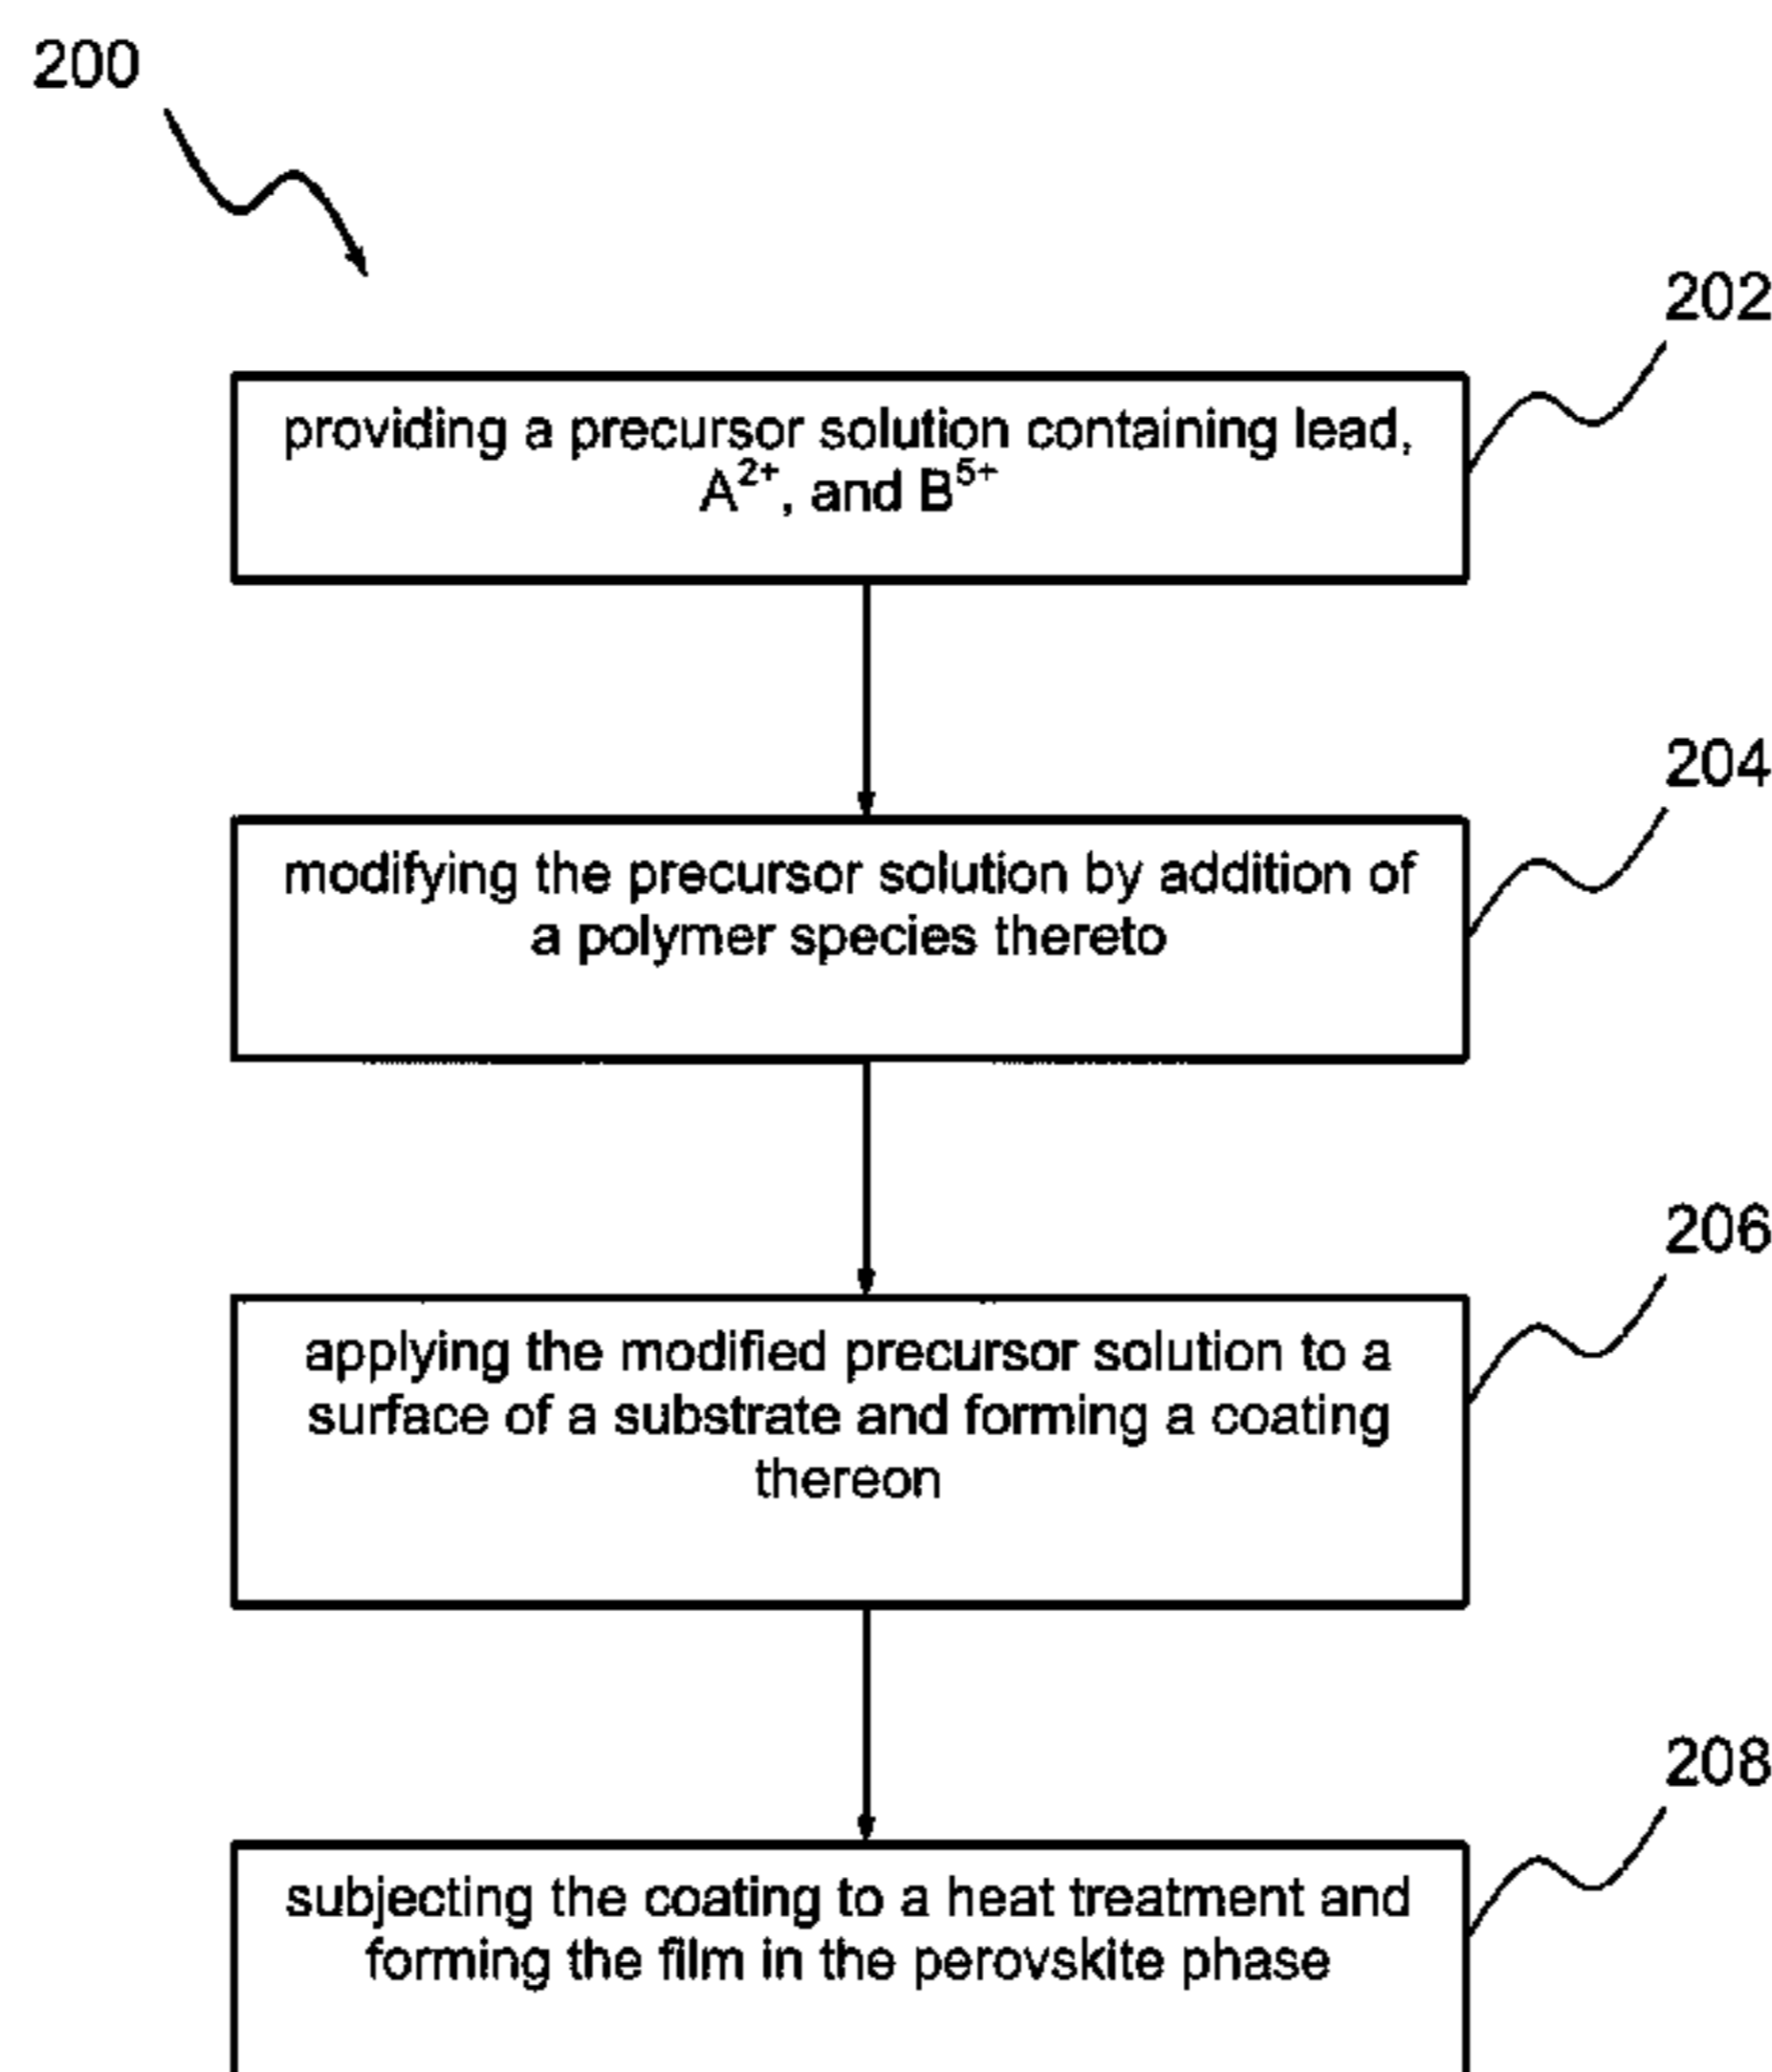 200
202
providing a precursor solution containing lead,
A²⁺, and B⁵⁺
204
modifying the precursor solution by addition of
a polymer species thereto
206
applying the modified precursor solution to a
surface of a substrate and forming a coating
thereon
208
subjecting the coating to a heat treatment and
forming the film in the perovskite phase